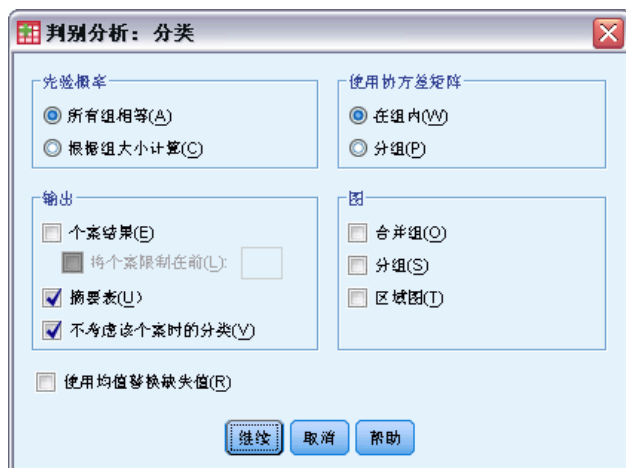 判别分析：分类
先验概率
所有组相等(A)
根据组大小计算(C)
使用协方差矩阵
在组内(W)
分组(P)
输出
个案结果(E)
将个案限制在前(L):
摘要表(U)
不考虑该个案时的分类(V)
图
合并组(O)
分组(S)
区域图(T)
使用均值替换缺失值(R)
继续
取消
帮助